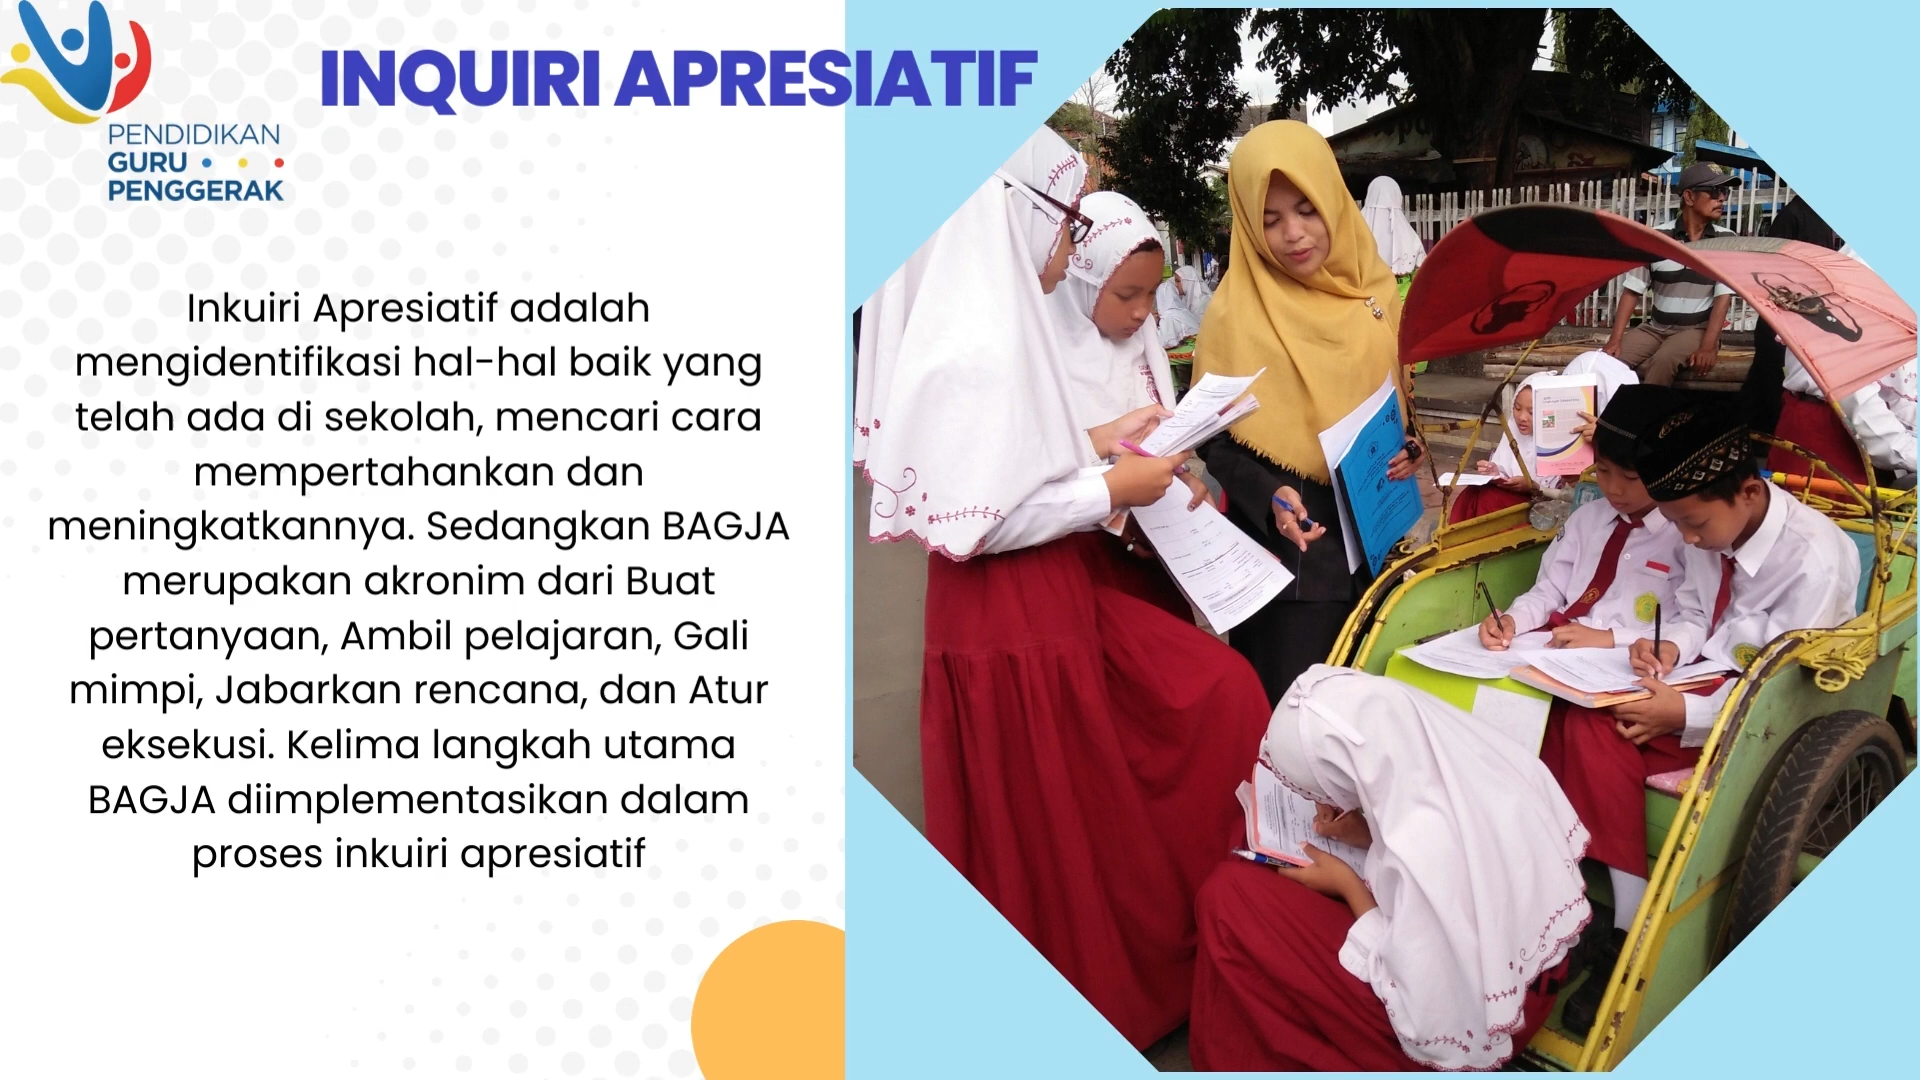 INQUIRI APRESIATIF
PENDIDIKAN
GURU
PENGGERAK
Inkuiri Apresiatif adalah
mengidentifikasi hal-hal baik yang
telah ada di sekolah, mencari cara
mempertahankan dan
meningkatkannya. Sedangkan BAGJA
merupakan akronim dari Buat
pertanyaan, Ambil pelajaran, Gali
mimpi, Jabarkan rencana, dan Atur
eksekusi. Kelima langkah utama
BAGJA diimplementasikan dalam
proses inkuiri apresiatif